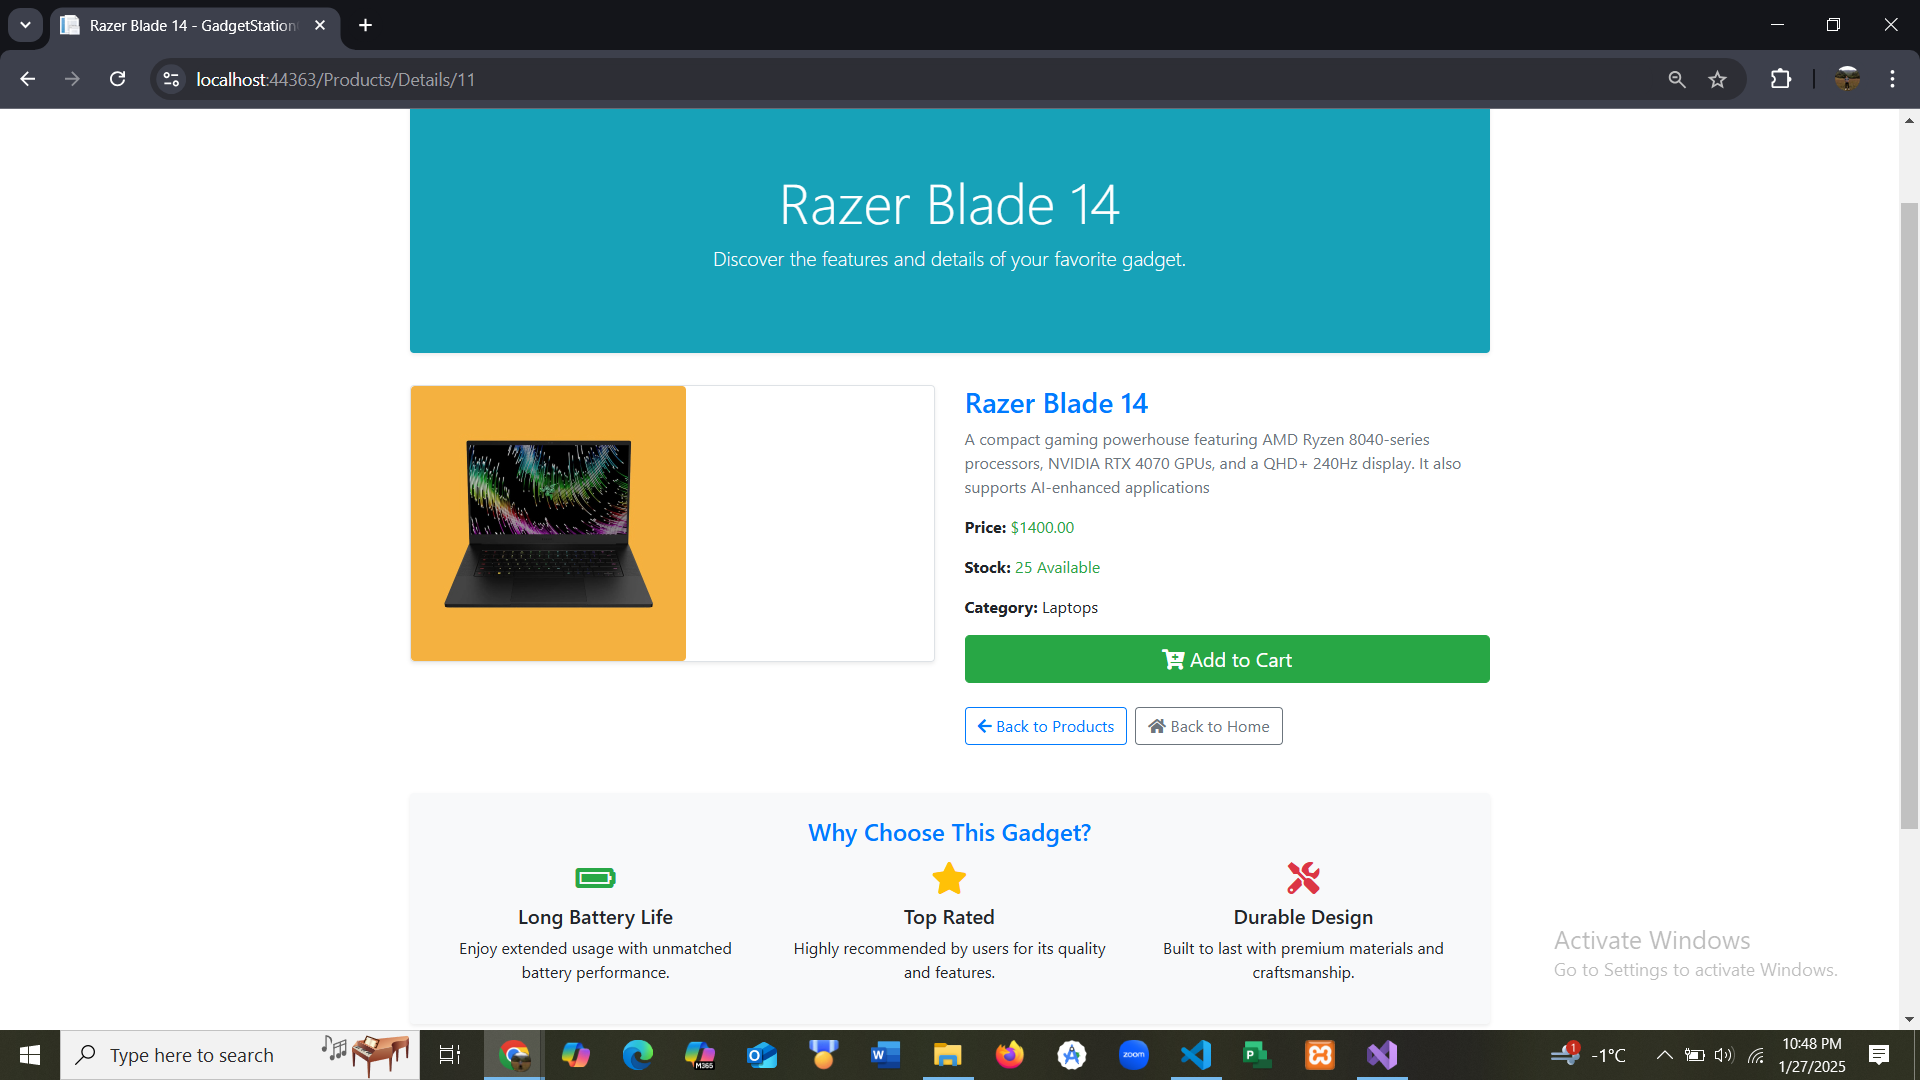 Razer Blade 14 - GadgetStation
localhost:44363/Products/Details/11
Razer Blade 14
Discover the features and details of your favorite gadget.
Razer Blade 14
A compact gaming powerhouse featuring AMD Ryzen 8040-series
processors, NVIDIA RTX 4070 GPUs, and a QHD+ 240Hz display. It also
supports AI-enhanced applications
Price: $1400.00
Stock: 25 Available
Category: Laptops
Add to Cart
Back to Products
Back to Home
Why Choose This Gadget?
Long Battery Life
Enjoy extended usage with unmatched
battery performance.
Top Rated
Highly recommended by users for its quality
and features.
Durable Design
Built to last with premium materials and
craftsmanship.
Activate Windows
Go to Settings to activate Windows.
Type here to search
M365
zoom
1
-1°C
10:48 PM
1/27/2025